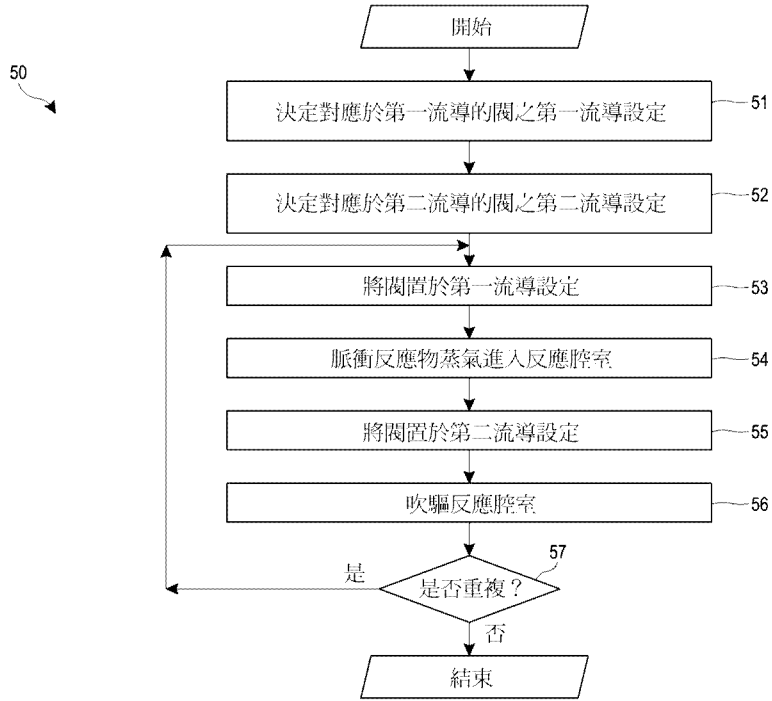 開始
50
決定對應於第一流導的閥之第一流導設定
51
決定對應於第二流導的閥之第二流導設定
52
將閥置於第一流導設定
53
脈衝反應物蒸氣進入反應腔室
54
將閥置於第二流導設定
55
吹驅反應腔室
56
57
是
是否重複？
否
結束